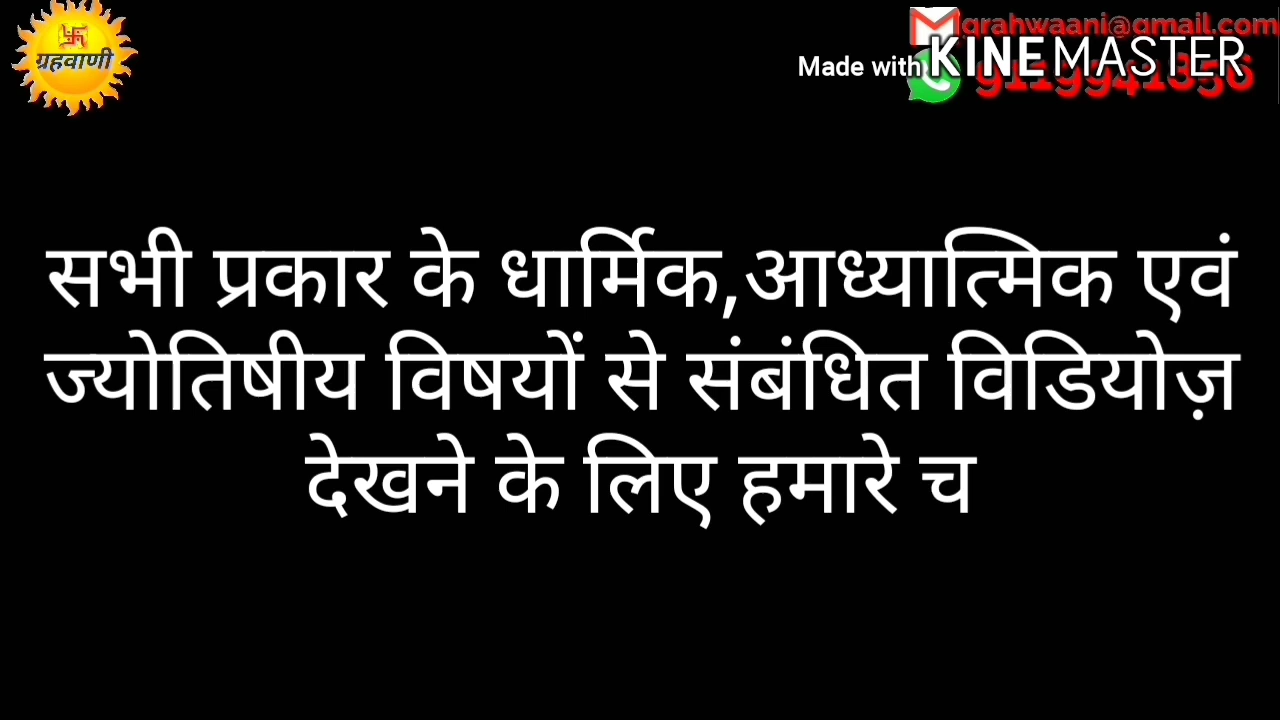 ग्रहवाणी
grahwaani@gmail.com
Made with KINEMASTER
सभी प्रकार के धार्मिक,आध्यात्मिक एवं
ज्योतिषीय विषयों से संबंधित विडियोज़
देखने के लिए हमारे च